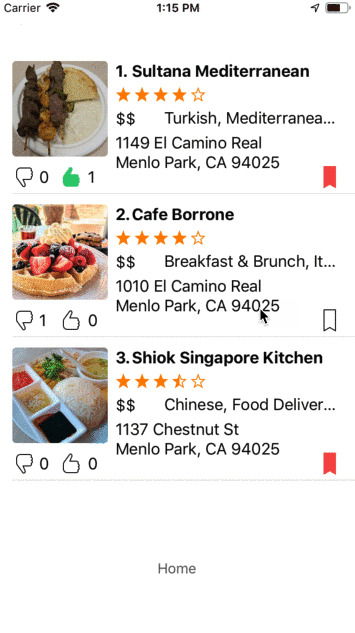 Carrier 1:15 PM
1. Sultana Mediterranean
$$ Turkish, Mediterranea...
1149 El Camino Real
Menlo Park, CA 94025
0 1
2. Cafe Borrone
$$ Breakfast & Brunch, It...
1010 El Camino Real
Menlo Park, CA 94025
1 0
3. Shiok Singapore Kitchen
$$ Chinese, Food Deliver...
1137 Chestnut St
Menlo Park, CA 94025
0 0
Home